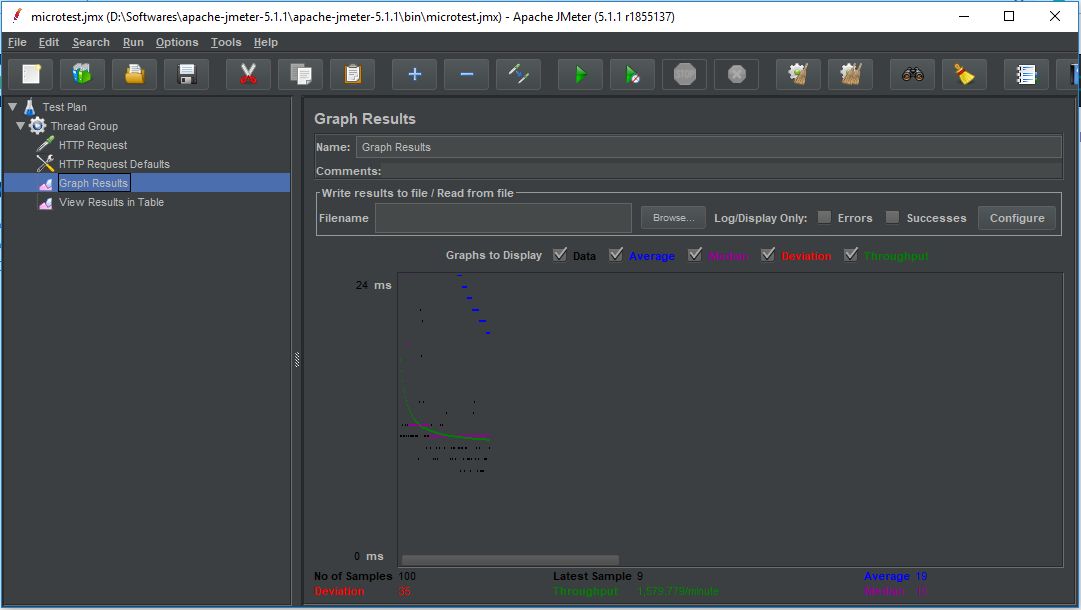 microtest.jmx (D:\Softwares\apache-jmeter-5.1.1\apache-jmeter-5.1.1\bin\microtest.jmx) - Apache JMeter (5.1.1 r1855137)
File Edit Search Run Options Tools Help
STOP
Test Plan
Thread Group
HTTP Request
HTTP Request Defaults
Graph Results
View Results in Table
Graph Results
Name: Graph Results
Comments:
Write results to file / Read from file
Filename Browse... Log/Display Only: Errors Successes Configure
Graphs to Display Data Average Median Deviation Throughput
24 ms
0 ms
No of Samples 100 Latest Sample 9 Average 19
Deviation 35 Throughput 1,579.779/minute Median